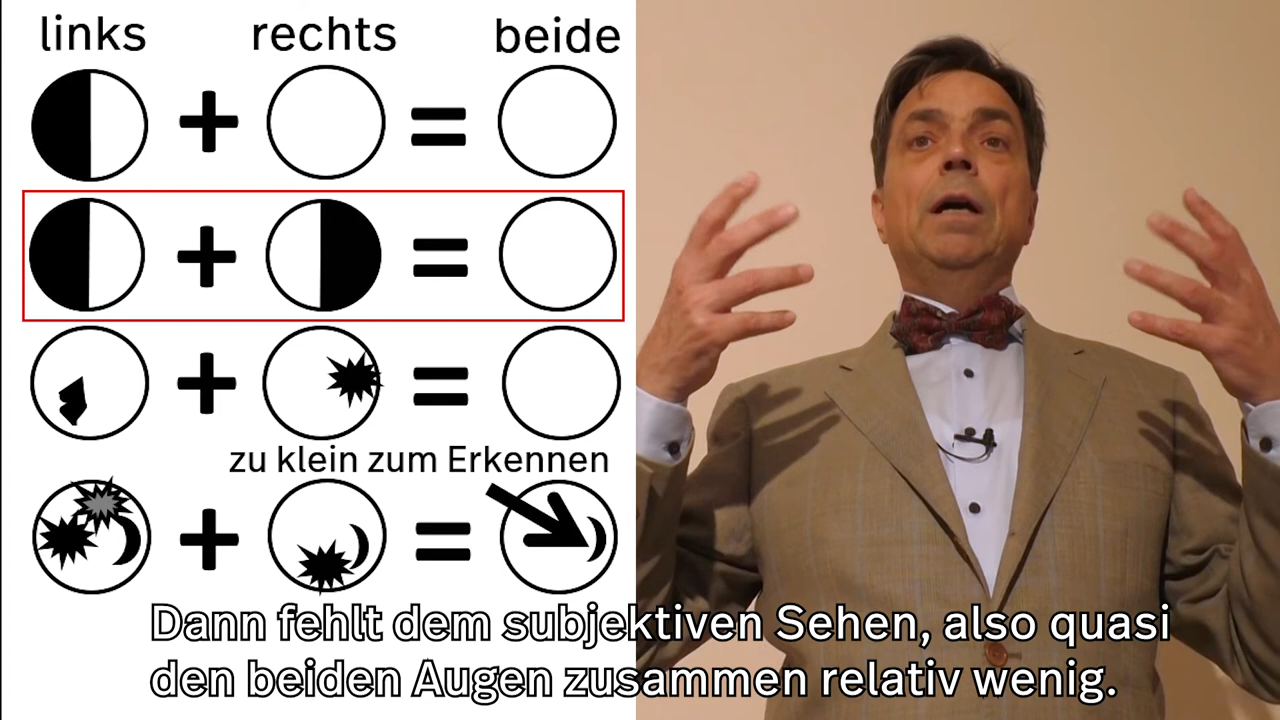 links rechts beide
zu klein zum Erkennen
Dann fehlt dem subjektiven Sehen, also quasi
den beiden Augen zusammen relativ wenig.